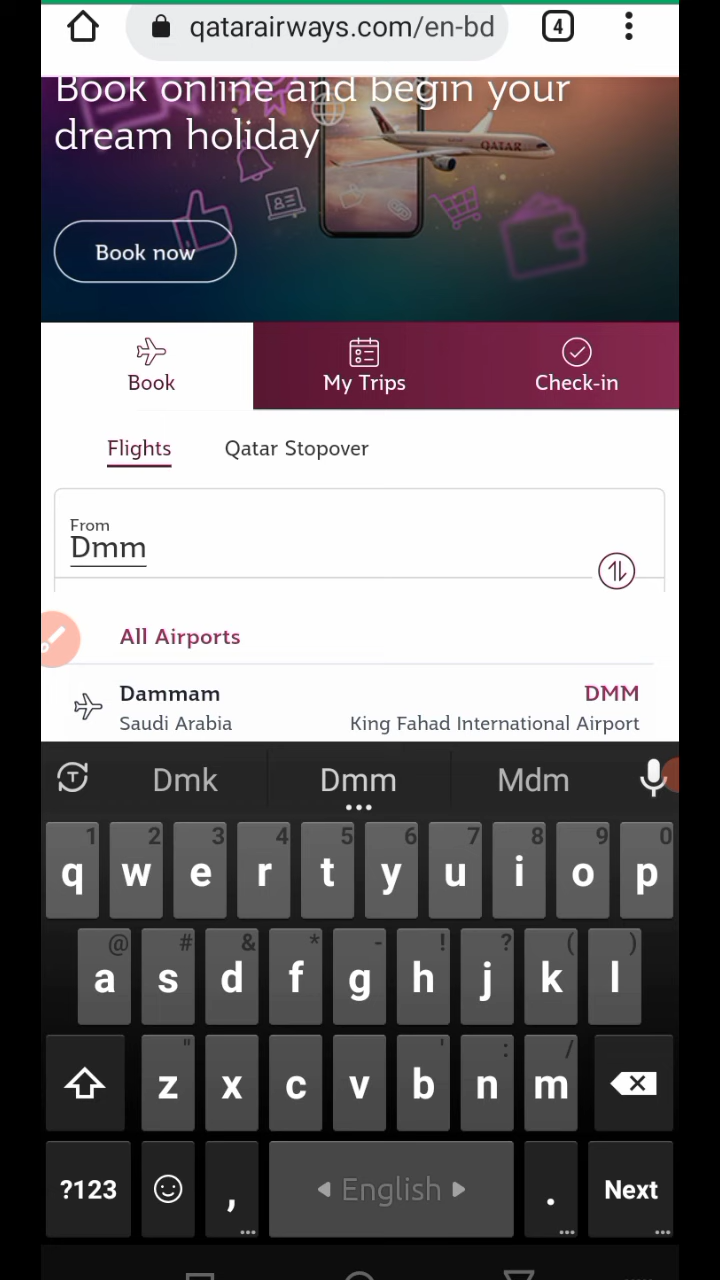 qatarairways.com/en-bd
4
Book online and begin your
dream holiday
QATAR
Book now
Book
My Trips
Check-in
Flights
Qatar Stopover
From
Dmm
All Airports
Dammam
DMM
Saudi Arabia
King Fahad International Airport
Dmk
Dmm
Mdm
1 2 3 4 5 6 7 8 9 0
q w e r t y u i o p
@ # & * - ! ? ( )
a s d f g h j k l
" ' : /
z x c v b n m
?123
,
English
.
Next